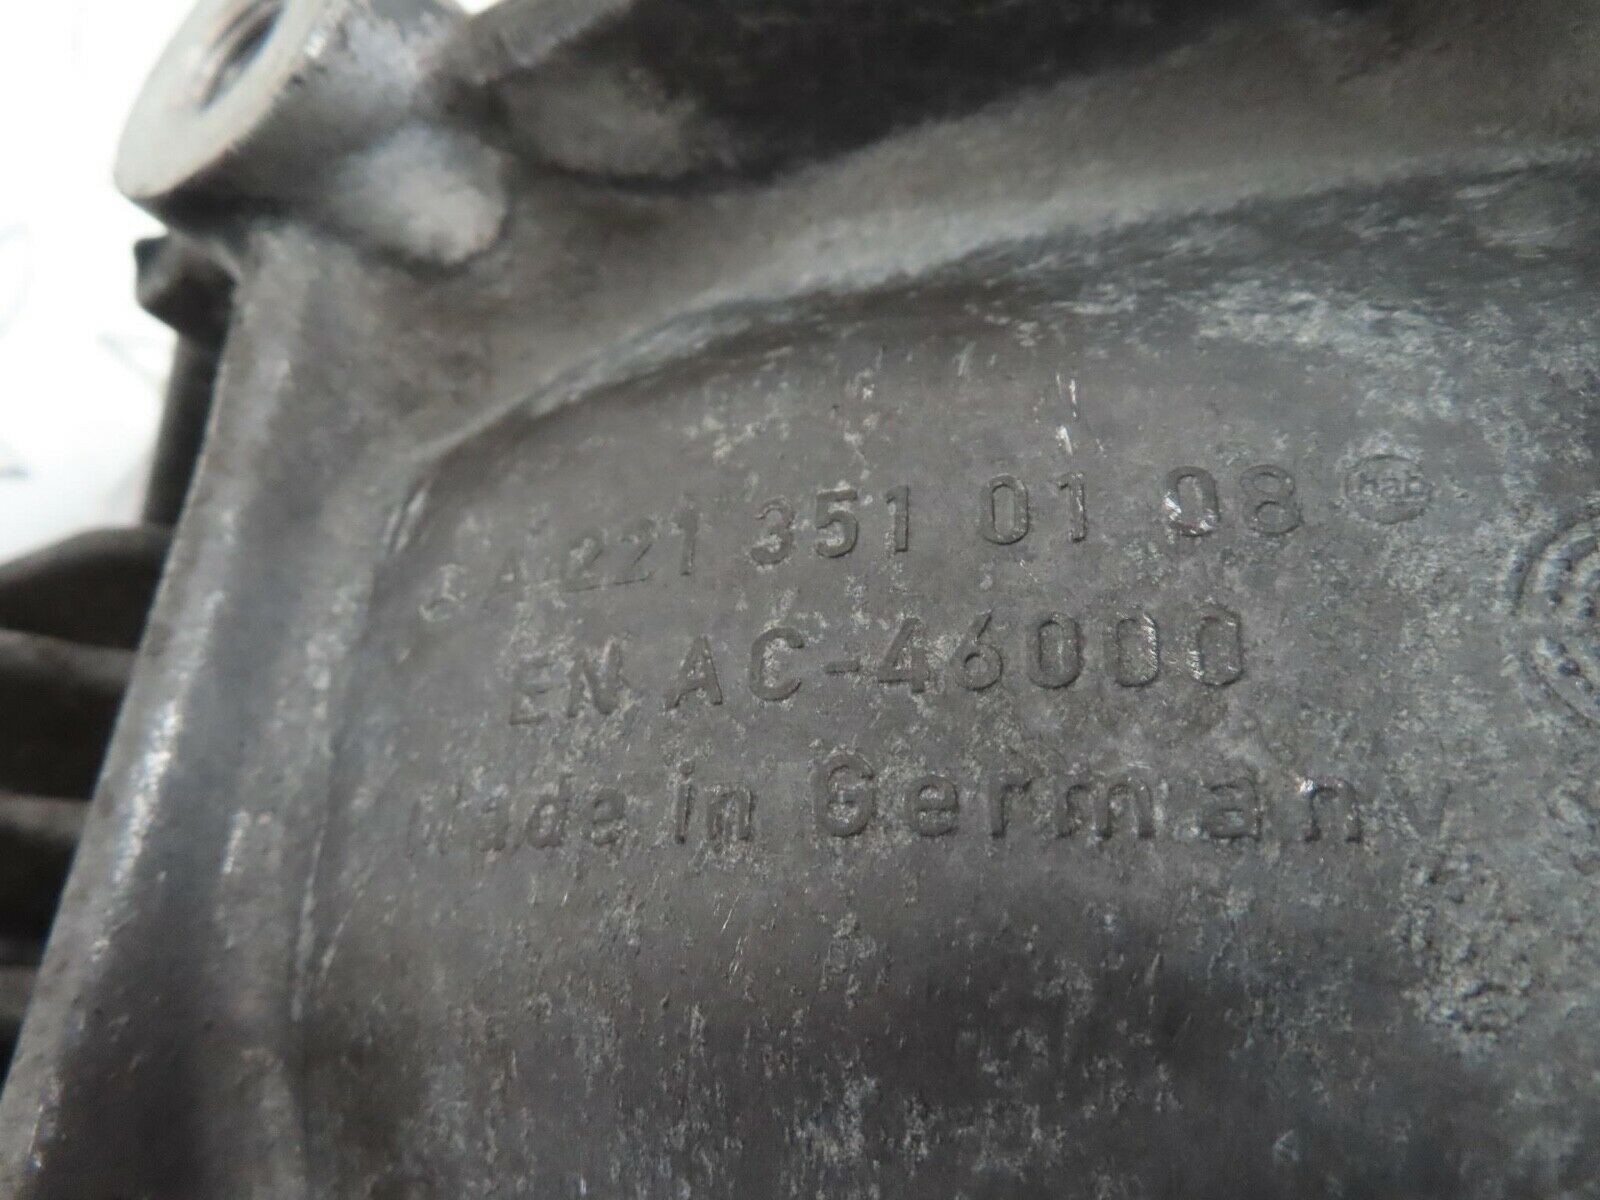 A 221 351 01 08
EN AC-46000
Made in Germany